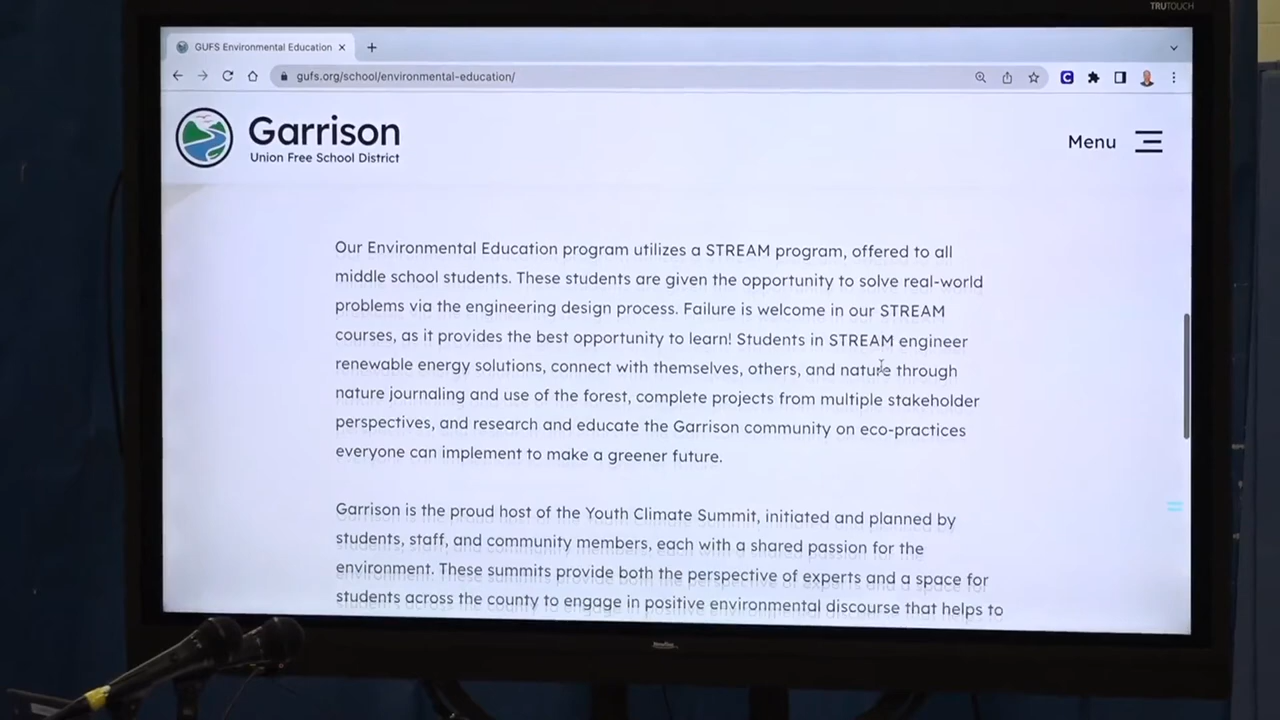 TRUTOUCH
GUFS Environmental Education
gufs.org/school/environmental-education/
Garrison
Union Free School District
Menu
Our Environmental Education program utilizes a STREAM program, offered to all
middle school students. These students are given the opportunity to solve real-world
problems via the engineering design process. Failure is welcome in our STREAM
courses, as it provides the best opportunity to learn! Students in STREAM engineer
renewable energy solutions, connect with themselves, others, and nature through
nature journaling and use of the forest, complete projects from multiple stakeholder
perspectives, and research and educate the Garrison community on eco-practices
everyone can implement to make a greener future.
Garrison is the proud host of the Youth Climate Summit, initiated and planned by
students, staff, and community members, each with a shared passion for the
environment. These summits provide both the perspective of experts and a space for
students across the county to engage in positive environmental discourse that helps to